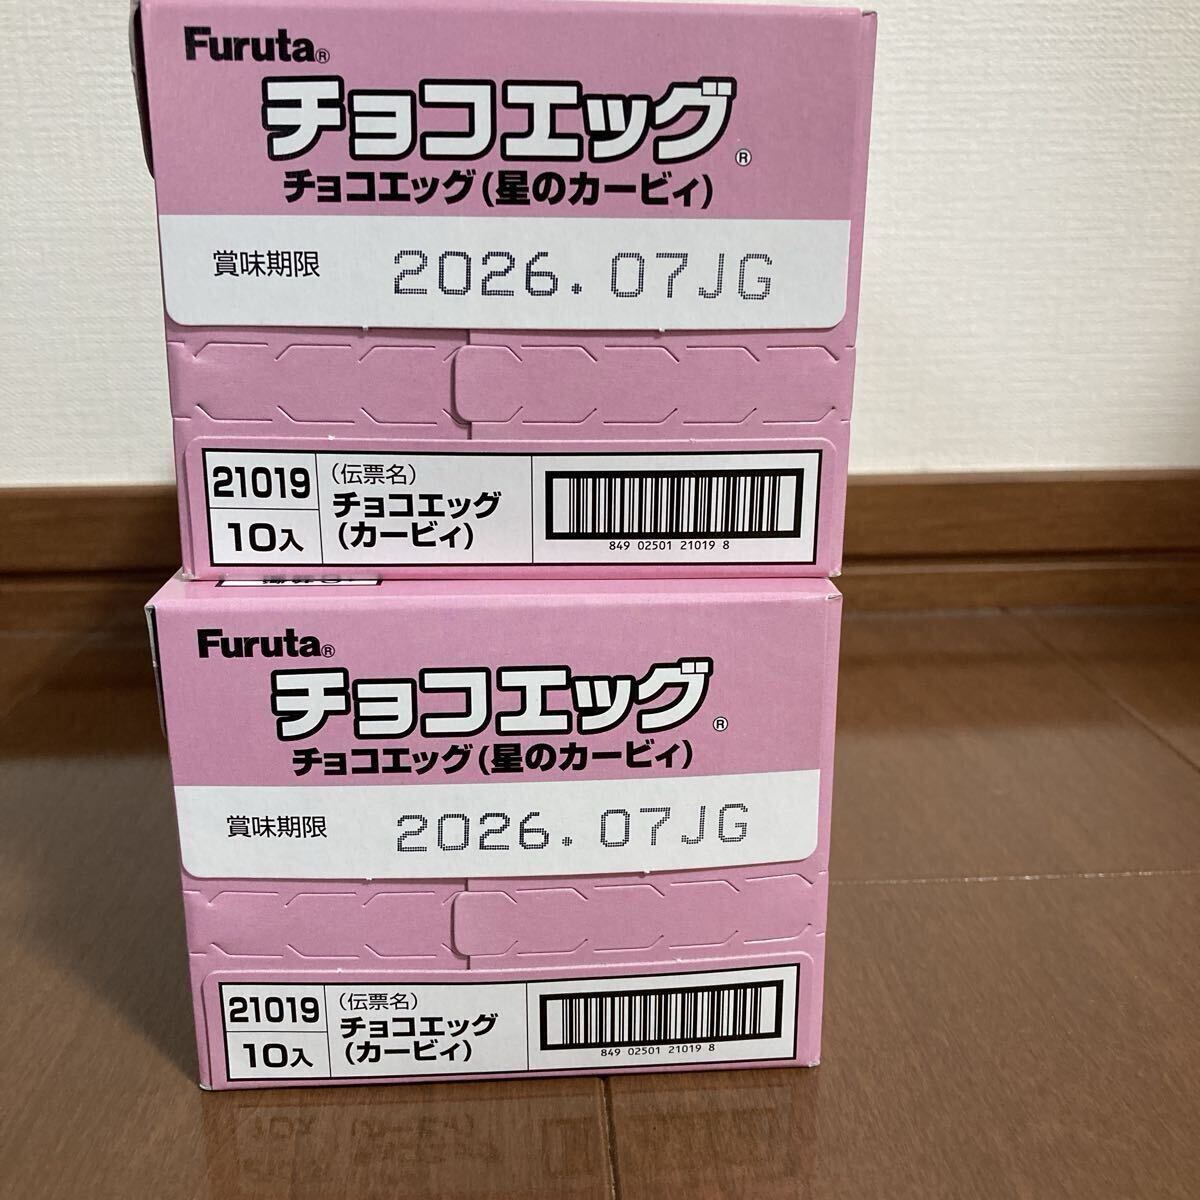 Furuta®
チョコエッグ®
チョコエッグ(星のカービィ)
賞味期限 2026.07JG
21019
10入
(伝票名)
チョコエッグ
(カービィ)
849 02501 21019 8
Furuta®
チョコエッグ®
チョコエッグ(星のカービィ)
賞味期限 2026.07JG
21019
10入
(伝票名)
チョコエッグ
(カービィ)
849 02501 21019 8